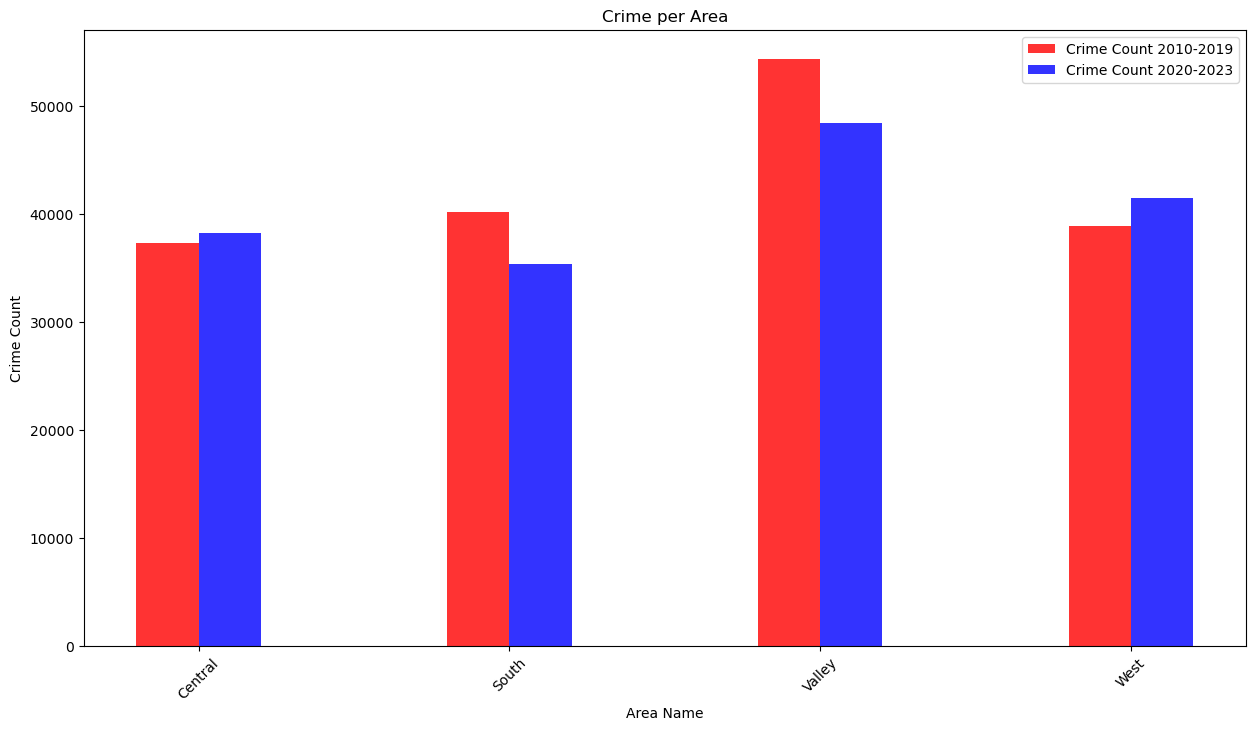 Crime per Area
Crime Count 2010-2019
Crime Count 2020-2023
Crime Count
50000
40000
30000
20000
10000
0
Central
South
Valley
West
Area Name